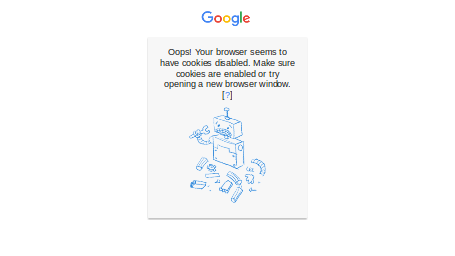 Google
Oops! Your browser seems to
have cookies disabled. Make sure
cookies are enabled or try
opening a new browser window.
[?]